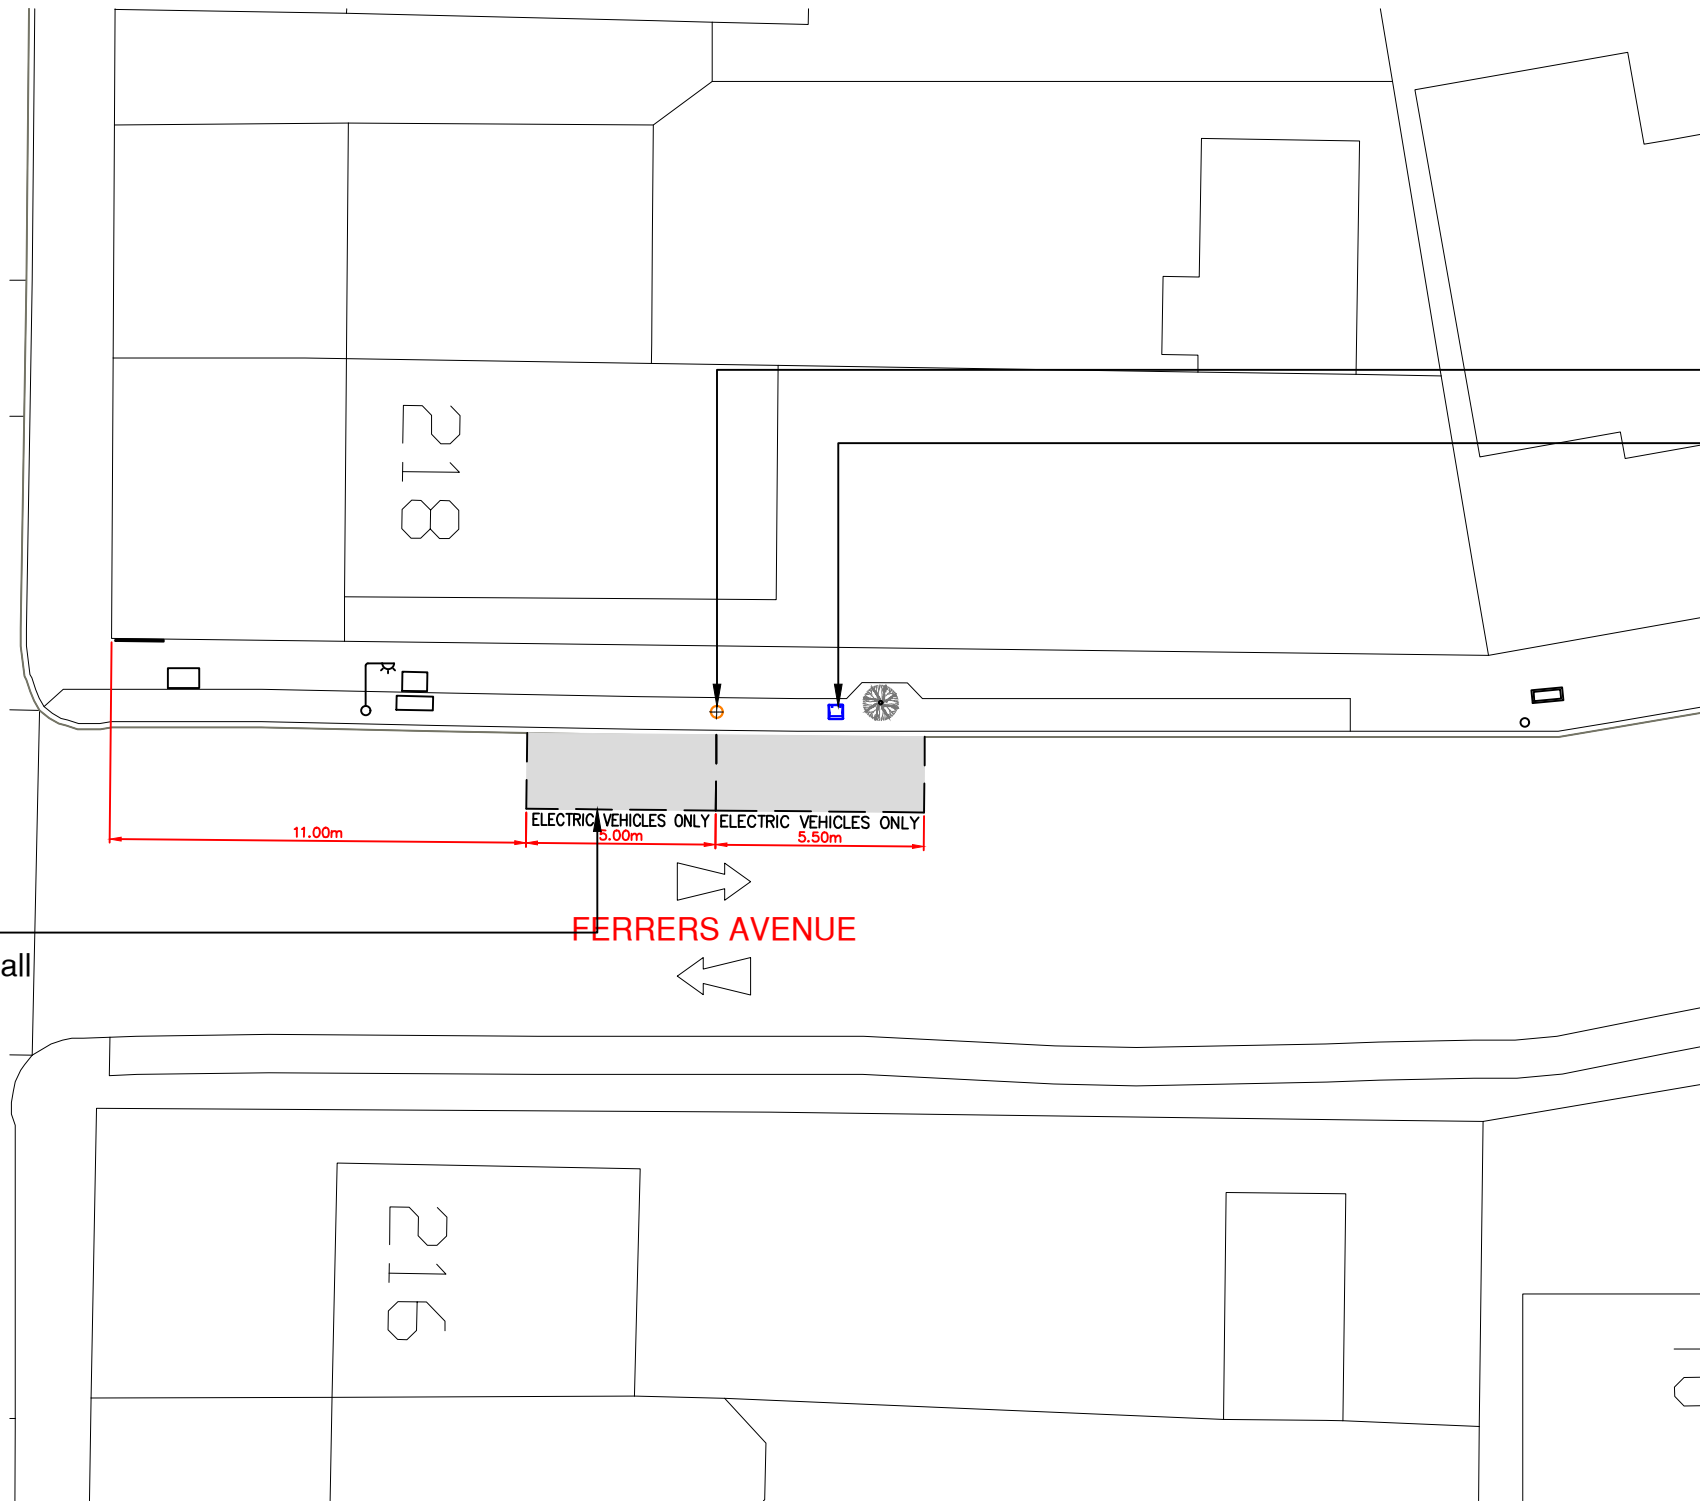 218
ELECTRIC VEHICLES ONLY ELECTRIC VEHICLES ONLY
11.00m 5.00m 5.50m
FERRERS AVENUE
all
216